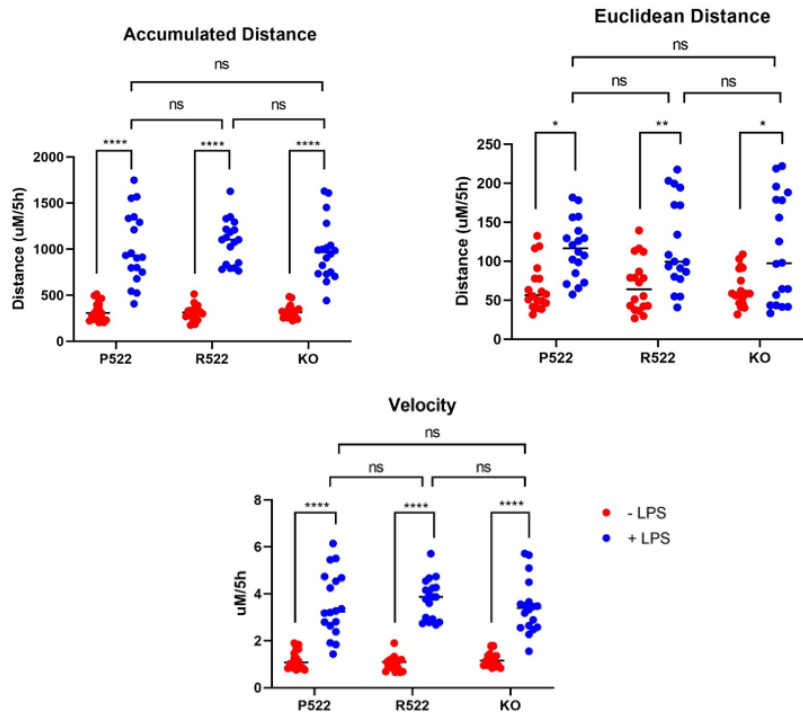 Accumulated Distance
ns
ns
ns
****
****
****
Distance (uM/5h)
2000
1500
1000
500
0
P522
R522
KO
Euclidean Distance
ns
ns
ns
*
**
*
Distance (uM/5h)
250
200
150
100
50
0
P522
R522
KO
Velocity
ns
ns
ns
****
****
****
uM/5h
8
6
4
2
0
P522
R522
KO
- LPS
+ LPS